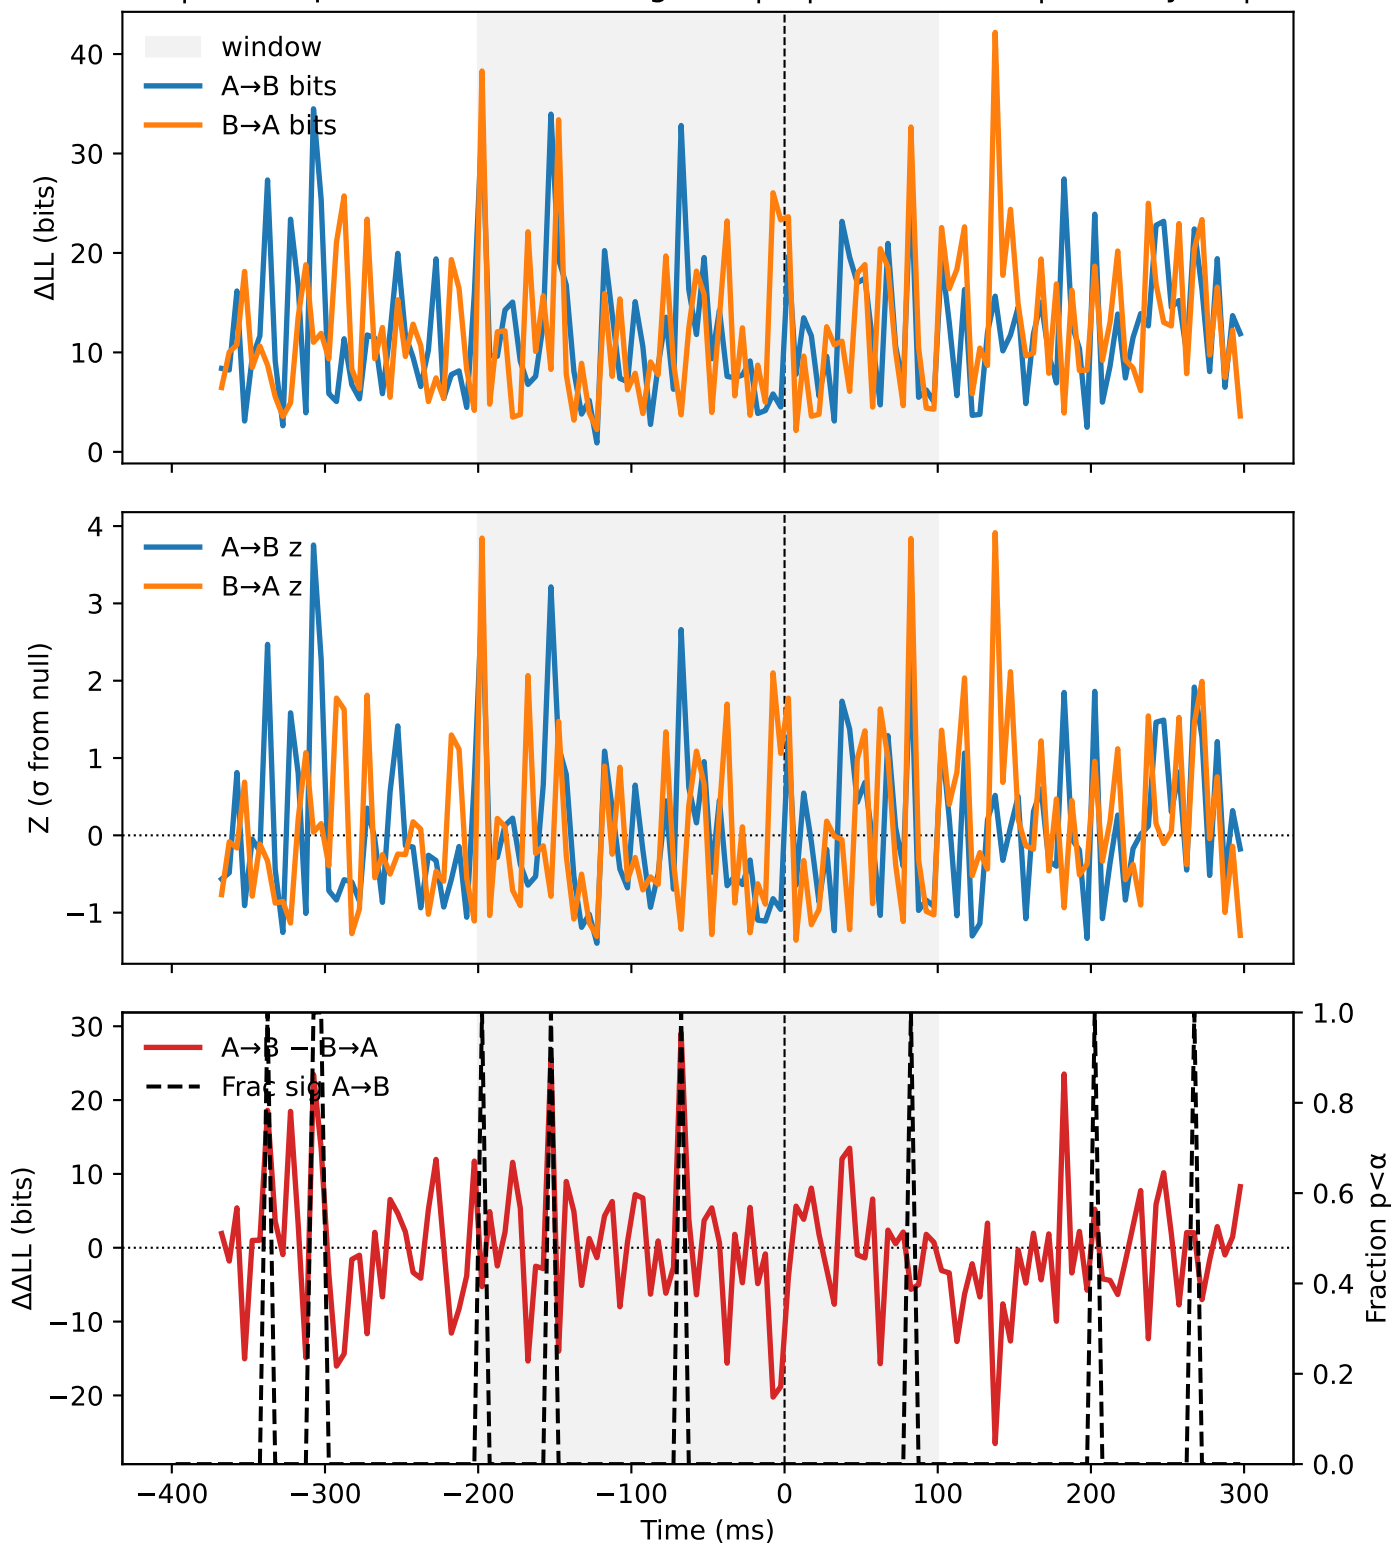 40
30
20
10
0
ΔLL (bits)
window
A→B bits
B→A bits
4
3
2
1
0
−1
Z (σ from null)
A→B z
B→A z
30
20
10
0
−10
−20
ΔΔLL (bits)
A→B − B→A
Frac sig A→B
1.0
0.8
0.6
0.4
0.2
0.0
Fraction p<α
−400 −300 −200 −100 0 100 200 300
Time (ms)